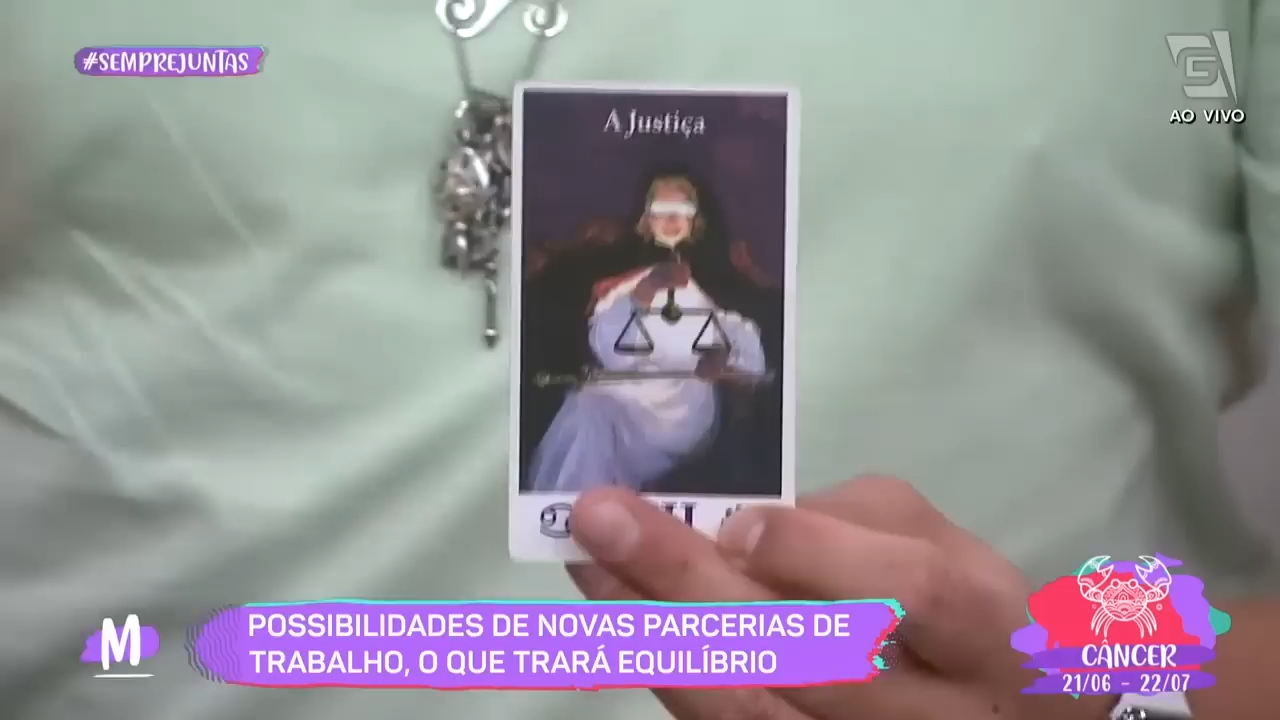 #SEMPREJUNTAS
AO VIVO
A Justiça
M
POSSIBILIDADES DE NOVAS PARCERIAS DE
TRABALHO, O QUE TRARÁ EQUILÍBRIO
CÂNCER
21/06 - 22/07